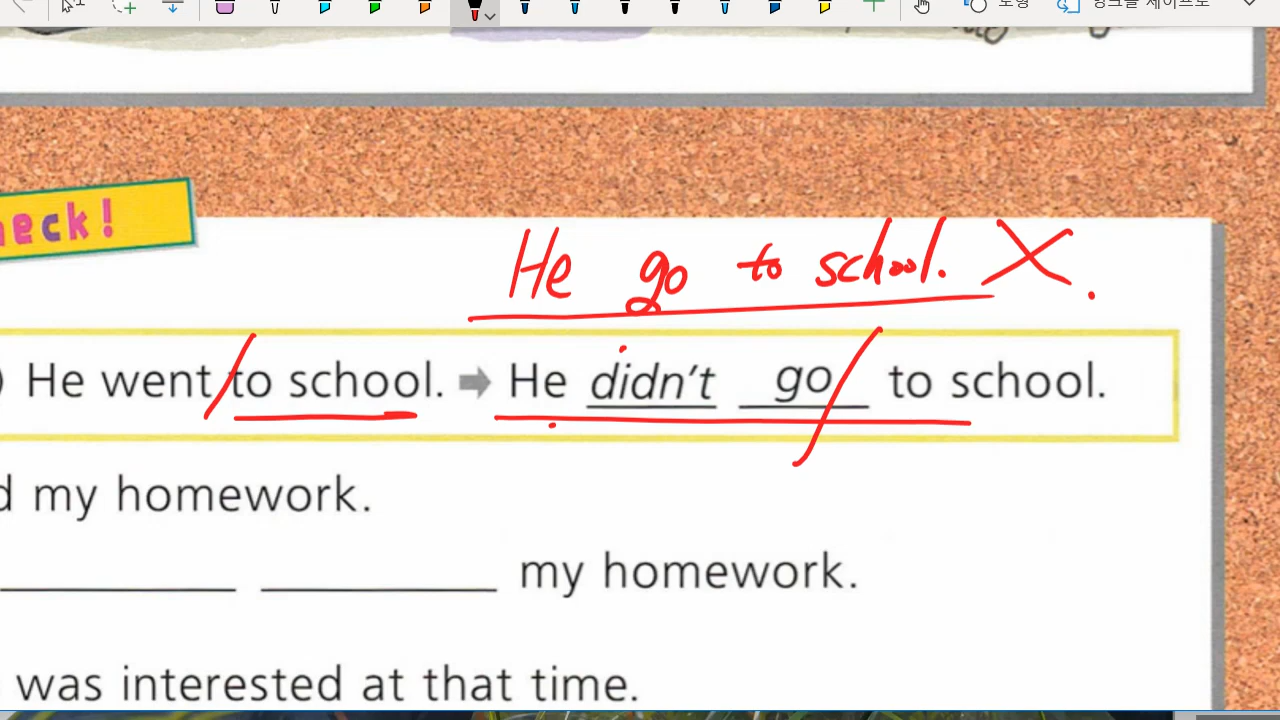 heck!
He go to school. X.
) He went to school. ➡ He didn't go to school.
d my homework.
my homework.
was interested at that time.